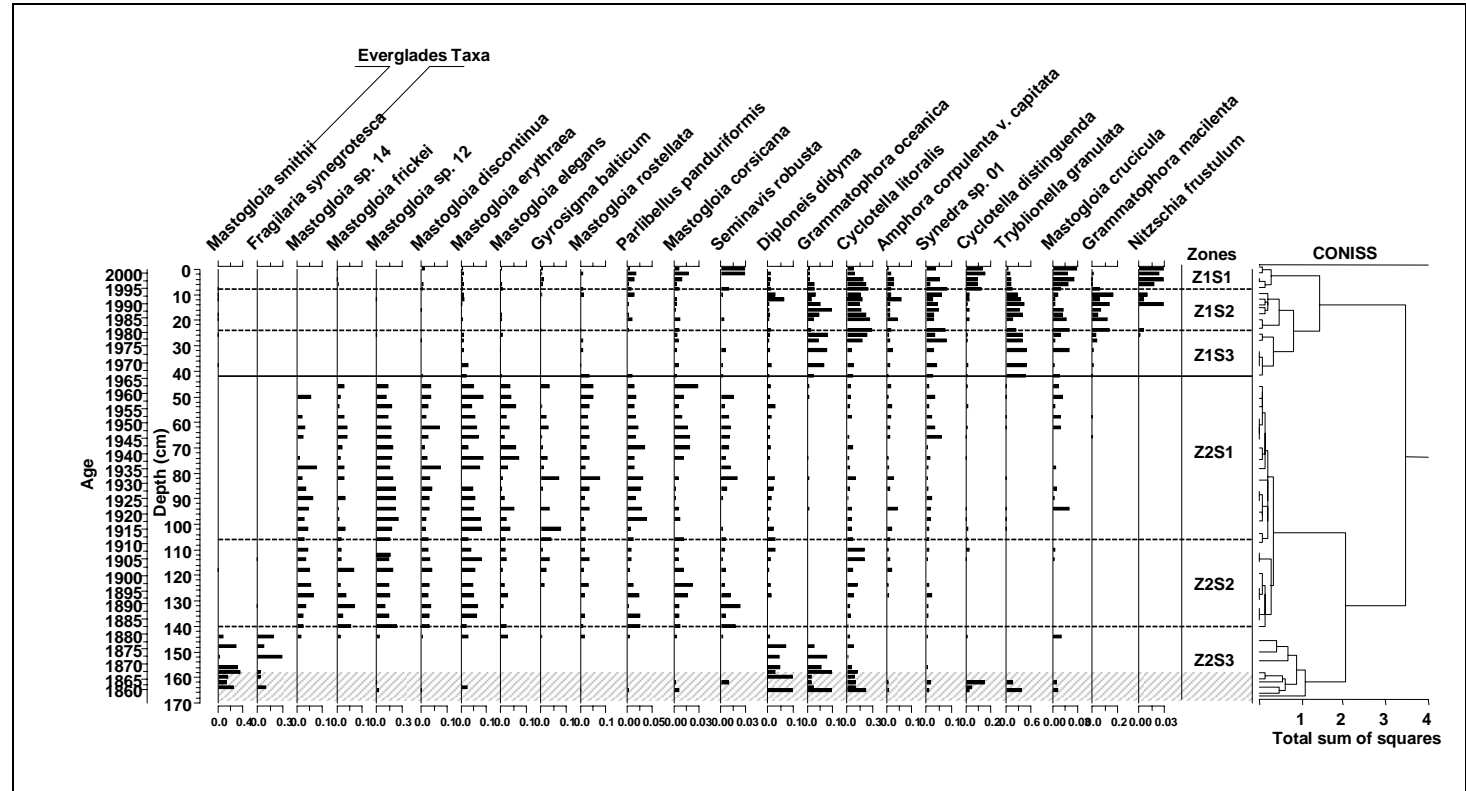 Everglades Taxa
Mastogloia smithii
Fragilaria synegrotesca
Mastogloia sp. 14
Mastogloia frickei
Mastogloia sp. 12
Mastogloia discontinua
Mastogloia erythraea
Mastogloia elegans
Gyrosigma balticum
Mastogloia rostellata
Parlibellus panduriformis
Mastogloia corsicana
Seminavis robusta
Diploneis didyma
Grammatophora oceanica
Cyclotella litoralis
Amphora corpulenta v. capitata
Synedra sp. 01
Cyclotella distinguenda
Tryblionella granulata
Mastogloia crucicula
Grammatophora macilenta
Nitzschia frustulum
Zones
CONISS
Age
2000
1995
1990
1985
1980
1975
1970
1965
1960
1955
1950
1945
1940
1935
1930
1925
1920
1915
1910
1905
1900
1895
1890
1885
1880
1875
1870
1865
1860
Depth (cm)
0
10
20
30
40
50
60
70
80
90
100
110
120
130
140
150
160
170
Z1S1
Z1S2
Z1S3
Z2S1
Z2S2
Z2S3
1 2 3 4
Total sum of squares